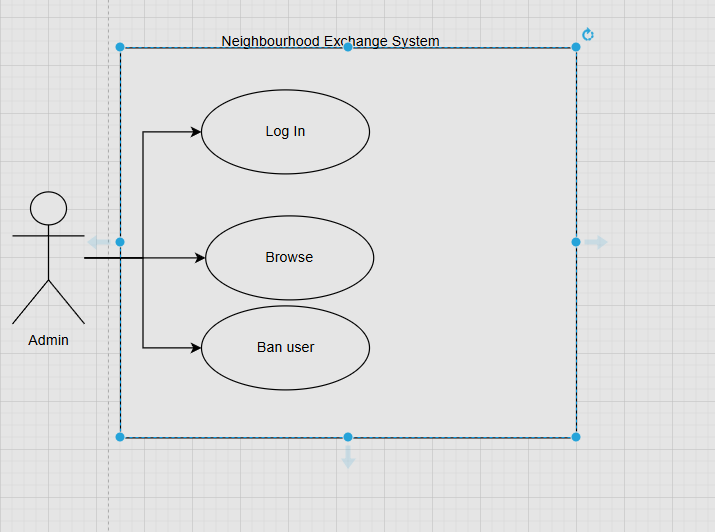 Neighbourhood Exchange System
Log In
Browse
Ban user
Admin